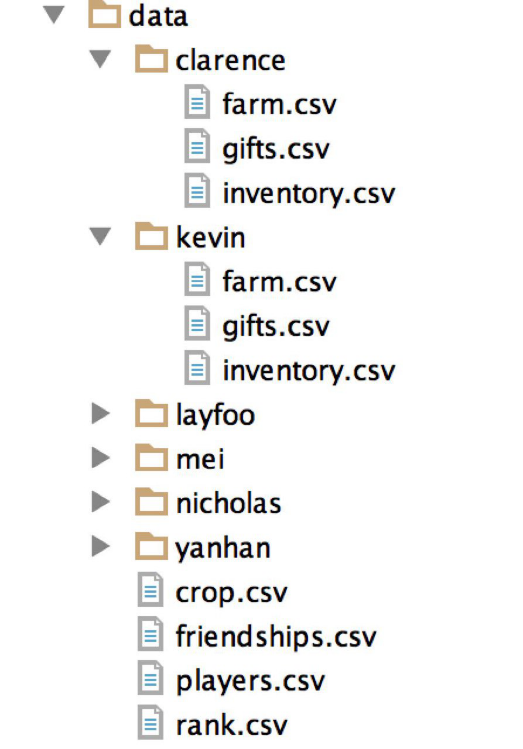 data
clarence
farm.csv
gifts.csv
inventory.csv
kevin
farm.csv
gifts.csv
inventory.csv
layfoo
mei
nicholas
yanhan
crop.csv
friendships.csv
players.csv
rank.csv